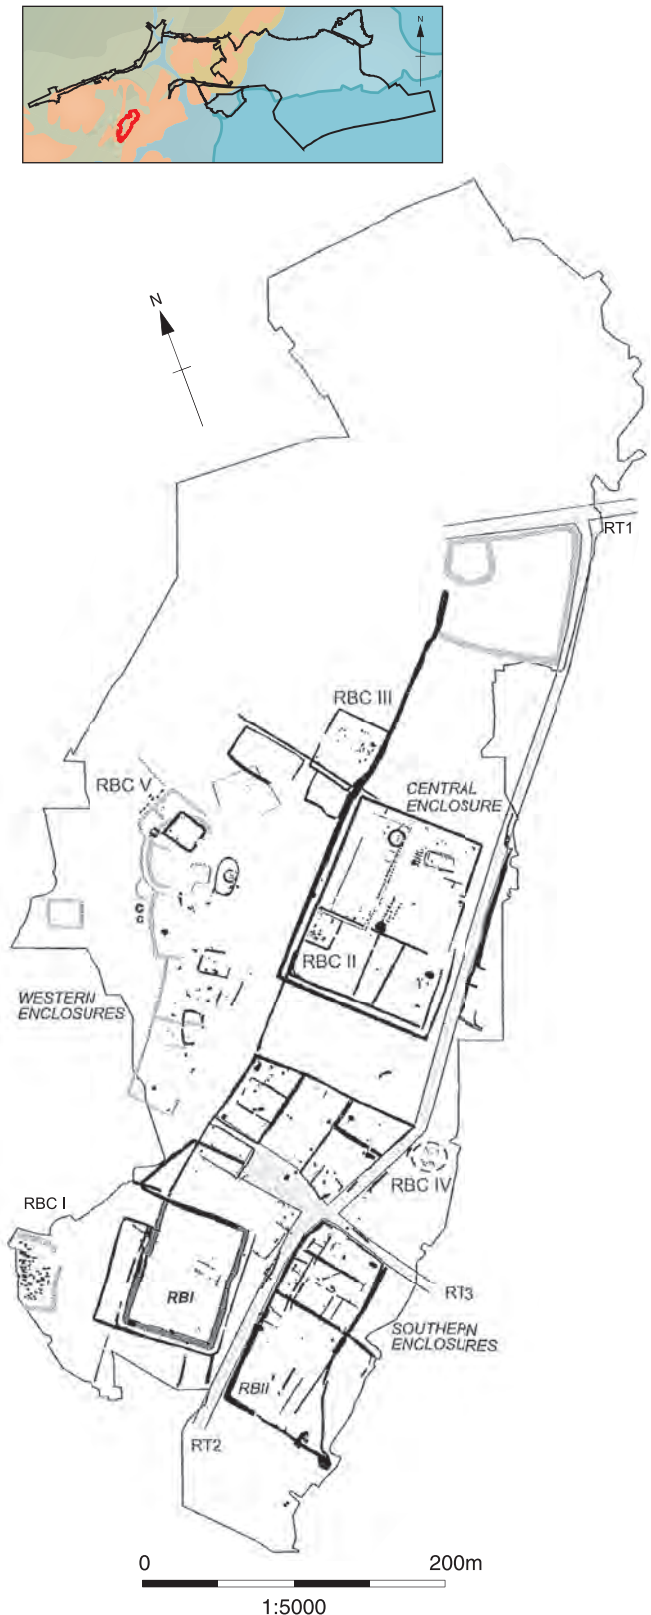 N
N
RT1
RBC III
RBC V
CENTRAL
ENCLOSURE
RBC II
WESTERN
ENCLOSURES
RBC IV
RBC I
RBI
RT3
SOUTHERN
ENCLOSURES
RBII
RT2
0 200m
1:5000